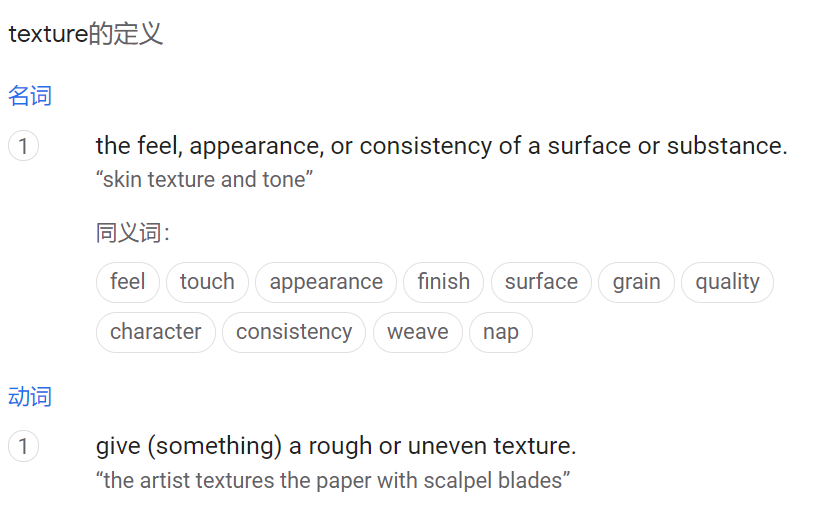 texture的定义
名词
1 the feel, appearance, or consistency of a surface or substance.
“skin texture and tone”
同义词：
feel touch appearance finish surface grain quality
character consistency weave nap
动词
1 give (something) a rough or uneven texture.
“the artist textures the paper with scalpel blades”